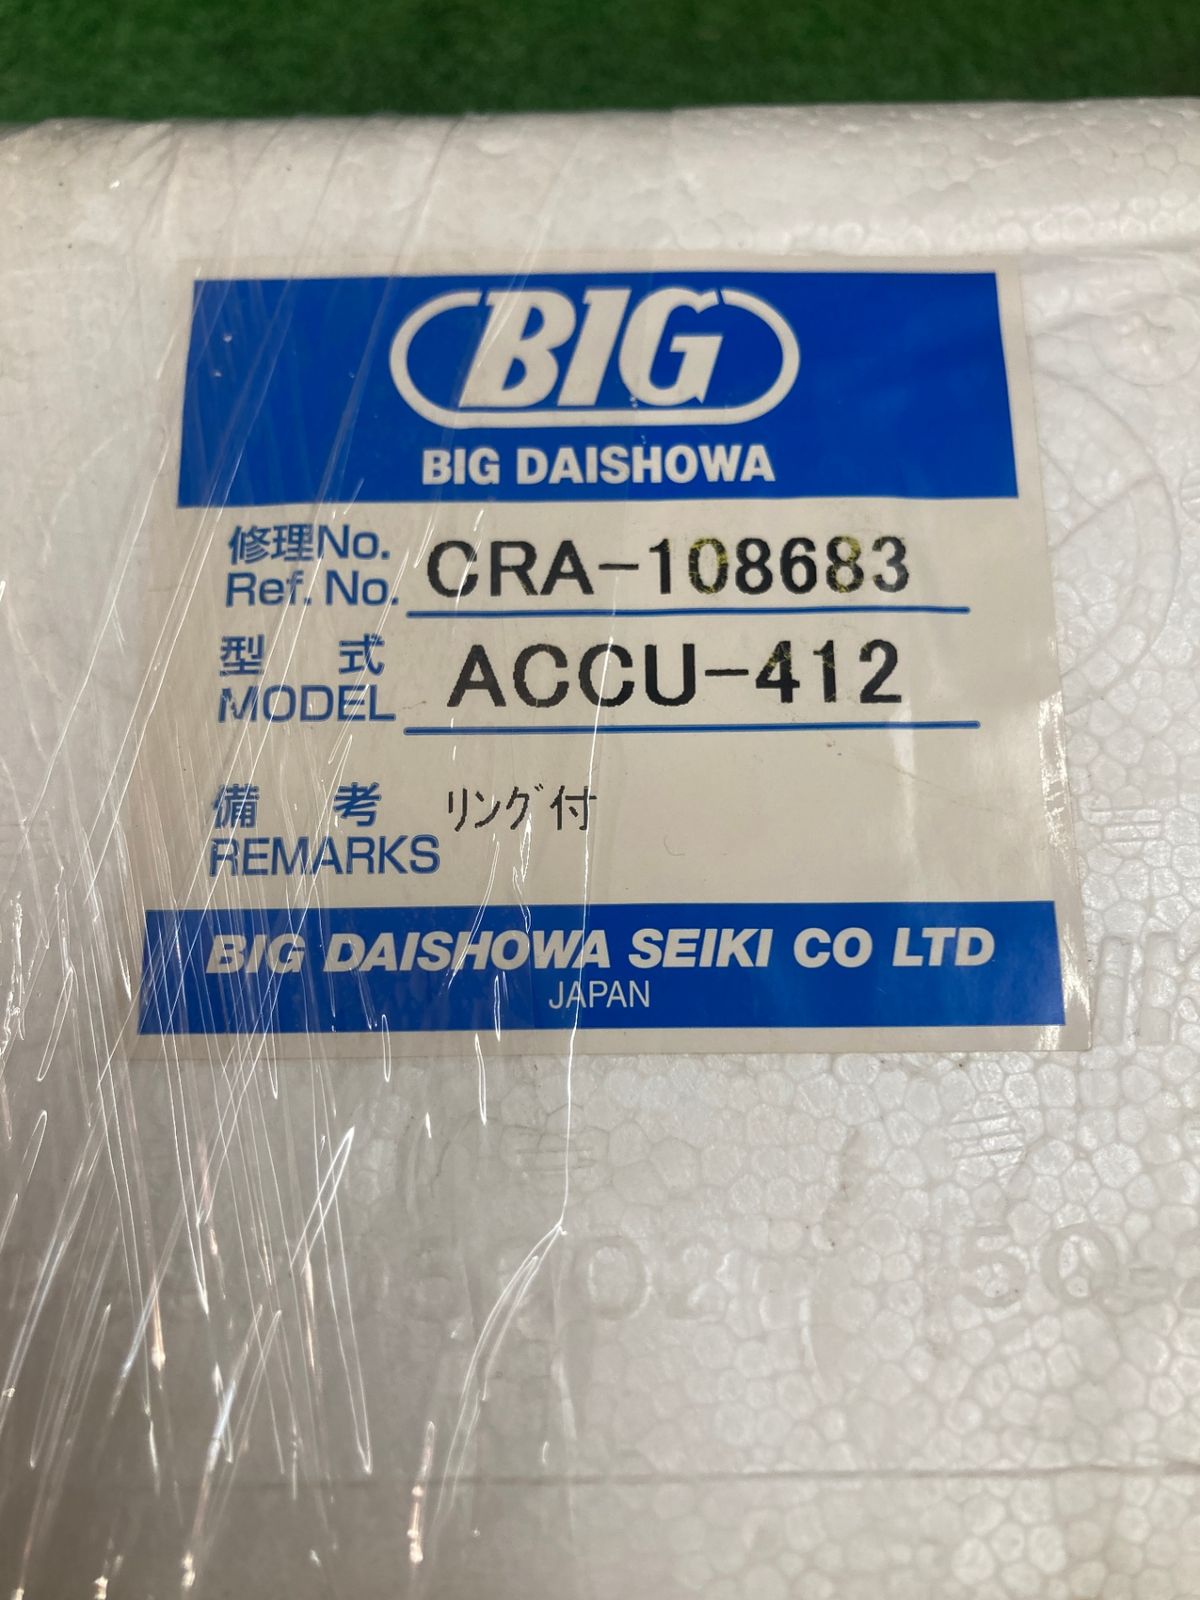 BIG
BIG DAISHOWA
修理No.
Ref. No. CRA-108683
型 式
MODEL ACCU-412
備 考 リング付
REMARKS
BIG DAISHOWA SEIKI CO LTD
JAPAN